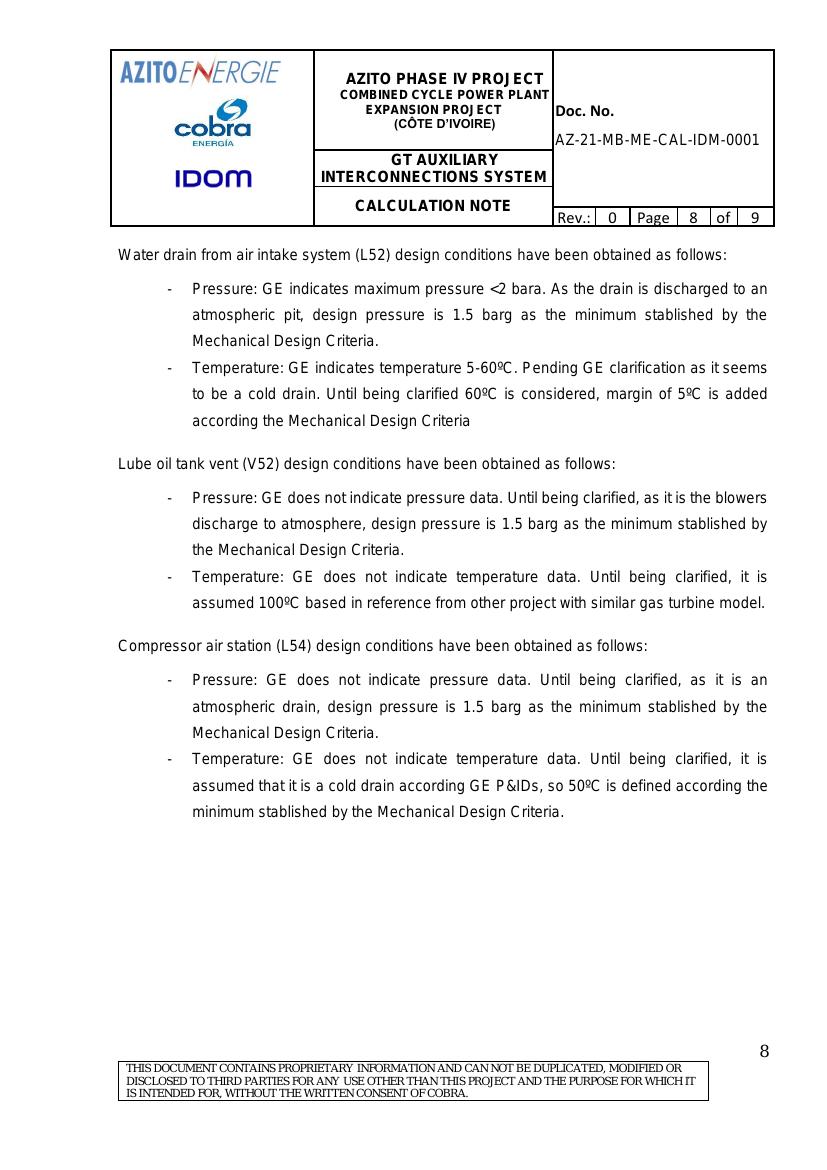 AZITO ENERGIE
cobra
ENERGÍA
IDOM
AZITO PHASE IV PROJECT
COMBINED CYCLE POWER PLANT
EXPANSION PROJECT
(CÔTE D'IVOIRE)
GT AUXILIARY
INTERCONNECTIONS SYSTEM
CALCULATION NOTE
Doc. No.
AZ-21-MB-ME-CAL-IDM-0001
Rev.: 0 Page 8 of 9
Water drain from air intake system (L52) design conditions have been obtained as follows:
- Pressure: GE indicates maximum pressure <2 bara. As the drain is discharged to an
atmospheric pit, design pressure is 1.5 barg as the minimum stablished by the
Mechanical Design Criteria.
- Temperature: GE indicates temperature 5-60ºC. Pending GE clarification as it seems
to be a cold drain. Until being clarified 60ºC is considered, margin of 5ºC is added
according the Mechanical Design Criteria
Lube oil tank vent (V52) design conditions have been obtained as follows:
- Pressure: GE does not indicate pressure data. Until being clarified, as it is the blowers
discharge to atmosphere, design pressure is 1.5 barg as the minimum stablished by
the Mechanical Design Criteria.
- Temperature: GE does not indicate temperature data. Until being clarified, it is
assumed 100ºC based in reference from other project with similar gas turbine model.
Compressor air station (L54) design conditions have been obtained as follows:
- Pressure: GE does not indicate pressure data. Until being clarified, as it is an
atmospheric drain, design pressure is 1.5 barg as the minimum stablished by the
Mechanical Design Criteria.
- Temperature: GE does not indicate temperature data. Until being clarified, it is
assumed that it is a cold drain according GE P&IDs, so 50ºC is defined according the
minimum stablished by the Mechanical Design Criteria.
8
THIS DOCUMENT CONTAINS PROPRIETARY INFORMATION AND CAN NOT BE DUPLICATED, MODIFIED OR
DISCLOSED TO THIRD PARTIES FOR ANY USE OTHER THAN THIS PROJECT AND THE PURPOSE FOR WHICH IT
IS INTENDED FOR, WITHOUT THE WRITTEN CONSENT OF COBRA.